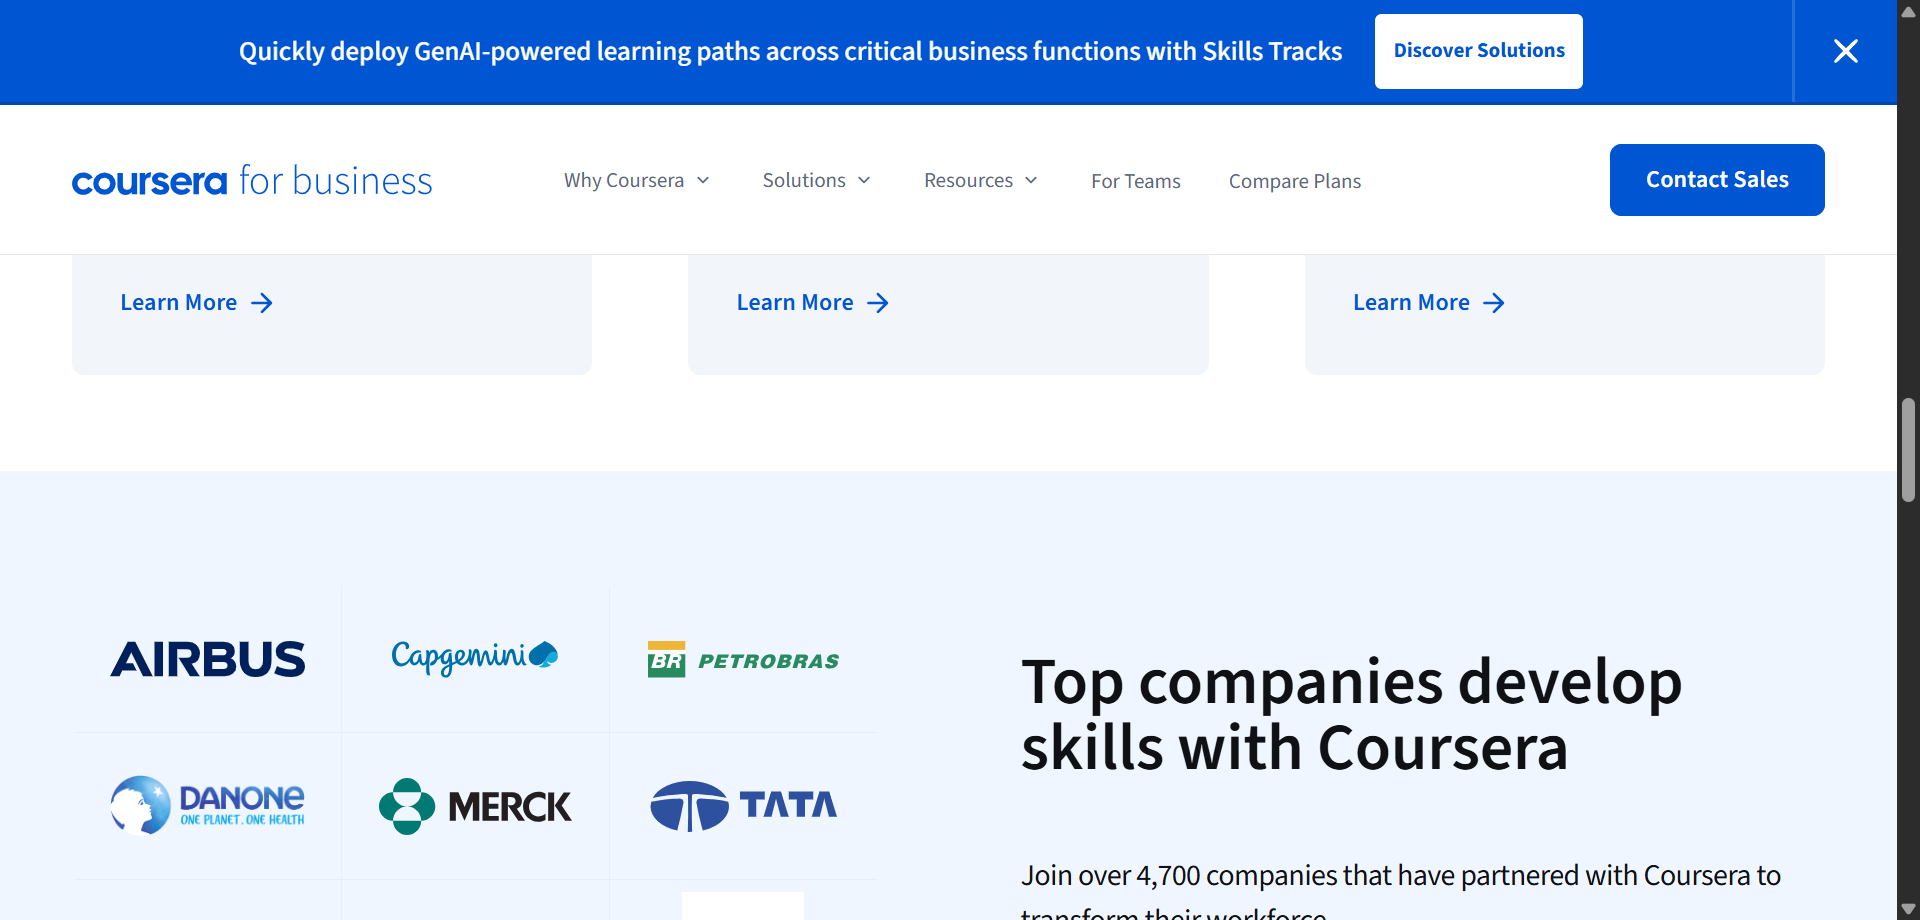 Quickly deploy GenAI-powered learning paths across critical business functions with Skills Tracks
Discover Solutions
coursera for business
Why Coursera
Solutions
Resources
For Teams
Compare Plans
Contact Sales
Learn More
Learn More
Learn More
AIRBUS
Capgemini
BR PETROBRAS
DANONE
ONE PLANET. ONE HEALTH
MERCK
TATA
Top companies develop
skills with Coursera
Join over 4,700 companies that have partnered with Coursera to
transform their workforce